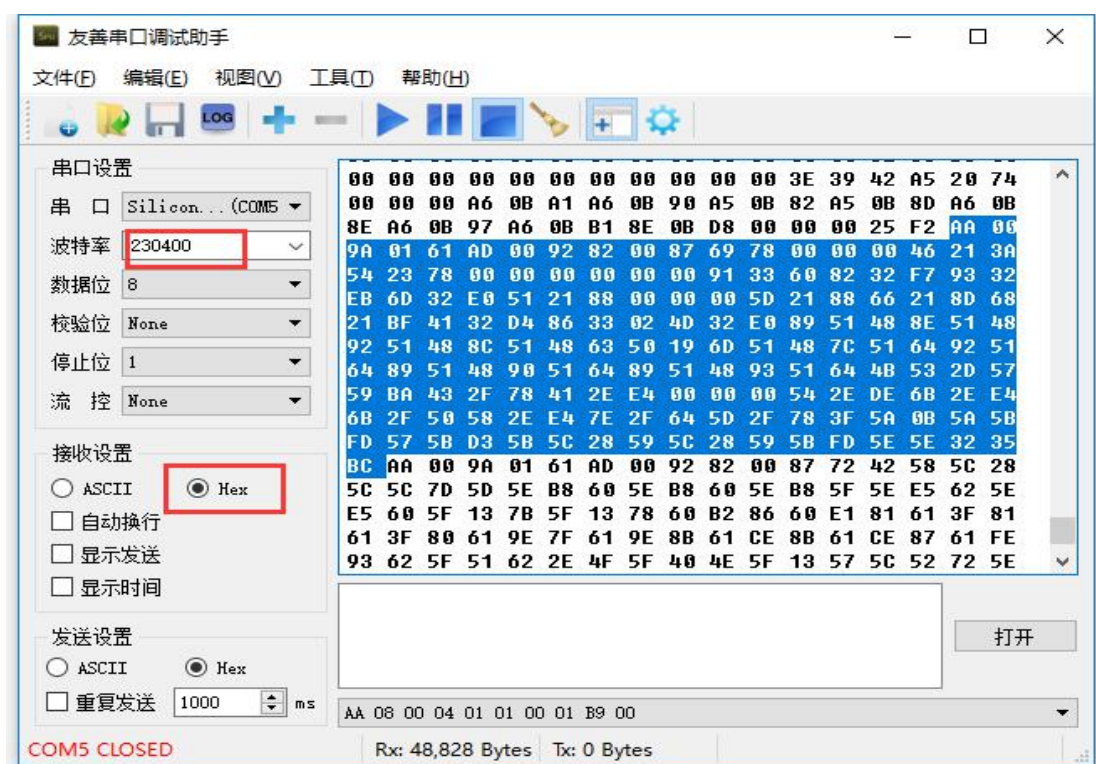 友善串口调试助手
文件(F) 编辑(E) 视图(V) 工具(T) 帮助(H)
LOG
串口设置
串 口 Silicon...(COM5
波特率 230400
数据位 8
校验位 None
停止位 1
流 控 None
接收设置
ASCII Hex
自动换行
显示发送
显示时间
发送设置
ASCII Hex
重复发送 1000 ms
00 00 00 00 00 00 00 00 00 00 00 3E 39 42 A5 20 74
00 00 00 A6 0B A1 A6 0B 90 A5 0B 82 A5 0B 8D A6 0B
8E A6 0B 97 A6 0B B1 8E 0B D8 00 00 00 25 F2 AA 00
9A 01 61 AD 00 92 82 00 87 69 78 00 00 00 46 21 3A
54 23 78 00 00 00 00 00 00 91 33 60 82 32 F7 93 32
EB 6D 32 E0 51 21 88 00 00 00 5D 21 88 66 21 8D 68
21 BF 41 32 D4 86 33 02 4D 32 E0 89 51 48 8E 51 48
92 51 48 8C 51 48 63 50 19 6D 51 48 7C 51 64 92 51
64 89 51 48 90 51 64 89 51 48 93 51 64 4B 53 2D 57
59 BA 43 2F 78 41 2E E4 00 00 00 54 2E DE 6B 2E E4
6B 2F 50 58 2E E4 7E 2F 64 5D 2F 78 3F 5A 0B 5A 5B
FD 57 5B D3 5B 5C 28 59 5C 28 59 5B FD 5E 5E 32 35
BC AA 00 9A 01 61 AD 00 92 82 00 87 72 42 58 5C 28
5C 5C 7D 5D 5E B8 60 5E B8 60 5E B8 5F 5E E5 62 5E
E5 60 5F 13 7B 5F 13 78 60 B2 86 60 E1 81 61 3F 81
61 3F 80 61 9E 7F 61 9E 8B 61 CE 8B 61 CE 87 61 FE
93 62 5F 51 62 2E 4F 5F 40 4E 5F 13 57 5C 52 72 5E
打开
AA 08 00 04 01 01 00 01 B9 00
COM5 CLOSED Rx: 48,828 Bytes Tx: 0 Bytes